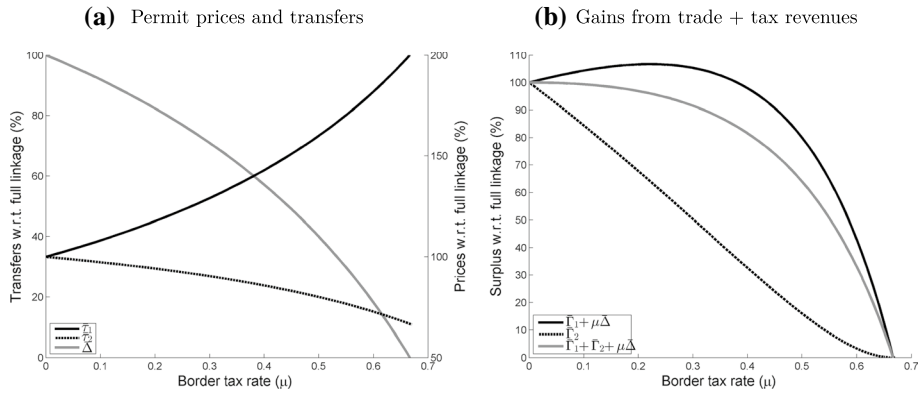 (a) Permit prices and transfers
Transfers w.r.t. full linkage (%)
100
80
60
40
20
0
200
150
100
50
Prices w.r.t. full linkage (%)
τ̄₁
τ̄₂
Δ̄
0 0.1 0.2 0.3 0.4 0.5 0.6 0.7
Border tax rate (μ)
(b) Gains from trade + tax revenues
Surplus w.r.t. full linkage (%)
110
100
90
80
70
60
50
40
30
20
10
0
Γ̄₁+ μΔ̄
Γ̄₂
Γ̄₁+ Γ̄₂+ μΔ̄
0 0.1 0.2 0.3 0.4 0.5 0.6 0.7
Border tax rate (μ)